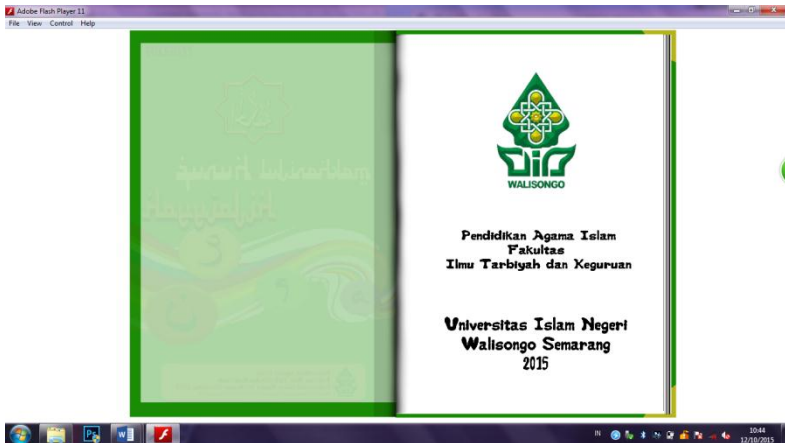 Adobe Flash Player 11
File View Control Help
WALISONGO
Pendidikan Agama Islam
Fakultas
Ilmu Tarbiyah dan Keguruan
Universitas Islam Negeri
Walisongo Semarang
2015
IN
10:44
12/10/2015